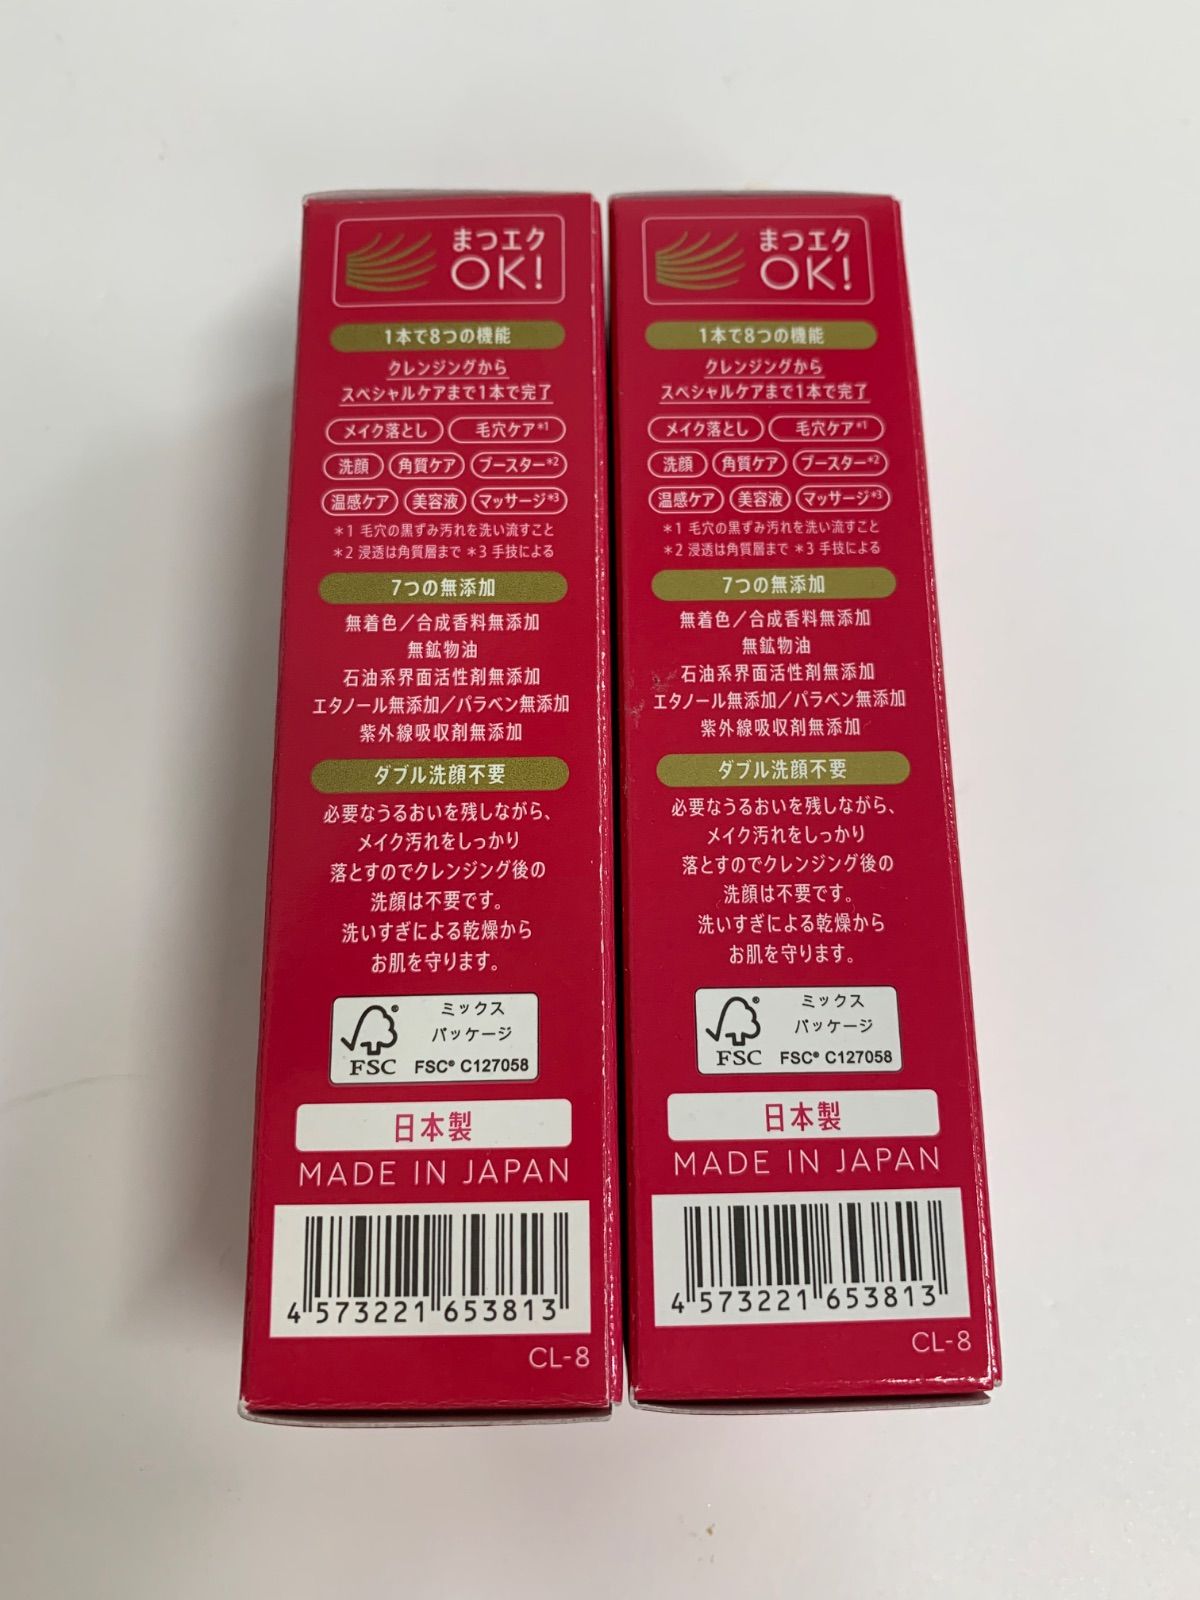 まつエク
OK!
1本で8つの機能
クレンジングから
スペシャルケアまで1本で完了
メイク落とし 毛穴ケア*1
洗顔 角質ケア ブースター*2
温感ケア 美容液 マッサージ*3
*1 毛穴の黒ずみ汚れを洗い流すこと
*2 浸透は角質層まで *3 手技による
7つの無添加
無着色/合成香料無添加
無鉱物油
石油系界面活性剤無添加
エタノール無添加/パラベン無添加
紫外線吸収剤無添加
ダブル洗顔不要
必要なうるおいを残しながら、
メイク汚れをしっかり
落とすのでクレンジング後の
洗顔は不要です。
洗いすぎによる乾燥から
お肌を守ります。
ミックス
パッケージ
FSC
FSC® C127058
日本製
MADE IN JAPAN
4 573221 653813
CL-8
まつエク
OK!
1本で8つの機能
クレンジングから
スペシャルケアまで1本で完了
メイク落とし 毛穴ケア*1
洗顔 角質ケア ブースター*2
温感ケア 美容液 マッサージ*3
*1 毛穴の黒ずみ汚れを洗い流すこと
*2 浸透は角質層まで *3 手技による
7つの無添加
無着色/合成香料無添加
無鉱物油
石油系界面活性剤無添加
エタノール無添加/パラベン無添加
紫外線吸収剤無添加
ダブル洗顔不要
必要なうるおいを残しながら、
メイク汚れをしっかり
落とすのでクレンジング後の
洗顔は不要です。
洗いすぎによる乾燥から
お肌を守ります。
ミックス
パッケージ
FSC
FSC® C127058
日本製
MADE IN JAPAN
4 573221 653813
CL-8